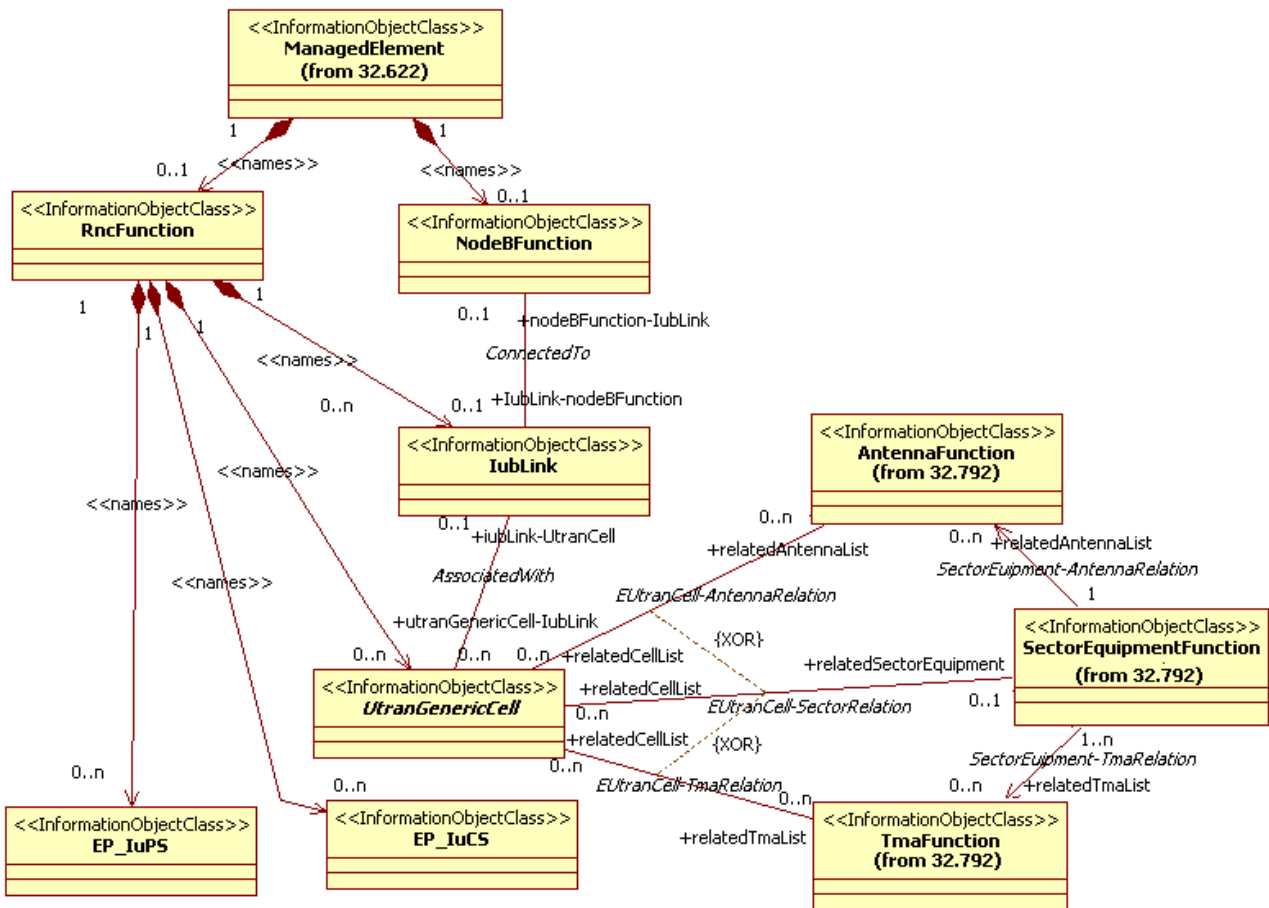 <<InformationObjectClass>>
ManagedElement
(from 32.622)
1
1
<<names>>
0..1
<<names>>
0..1
<<InformationObjectClass>>
RncFunction
<<InformationObjectClass>>
NodeBFunction
1
1
1
1
0..1
+nodeBFunction-IubLink
ConnectedTo
<<names>>
0..n
0..1
+IubLink-nodeBFunction
<<InformationObjectClass>>
IubLink
<<InformationObjectClass>>
AntennaFunction
(from 32.792)
<<names>>
<<names>>
<<names>>
0..1
+iubLink-UtranCell
AssociatedWith
+utranGenericCell-IubLink
0..n
0..n
0..n
0..n
+relatedAntennaList
0..n
+relatedAntennaList
SectorEuipment-AntennaRelation
EUtranCell-AntennaRelation
1
{XOR}
+relatedCellList
<<InformationObjectClass>>
UtranGenericCell
+relatedCellList
0..n
+relatedSectorEquipment
EUtranCell-SectorRelation
0..1
<<InformationObjectClass>>
SectorEquipmentFunction
(from 32.792)
+relatedCellList
0..n
{XOR}
EUtranCell-TmaRelation
1..n
SectorEuipment-TmaRelation
0..n
+relatedTmaList
0..n
+relatedTmaList
0..n
0..n
<<InformationObjectClass>>
EP_IuPS
<<InformationObjectClass>>
EP_IuCS
<<InformationObjectClass>>
TmaFunction
(from 32.792)